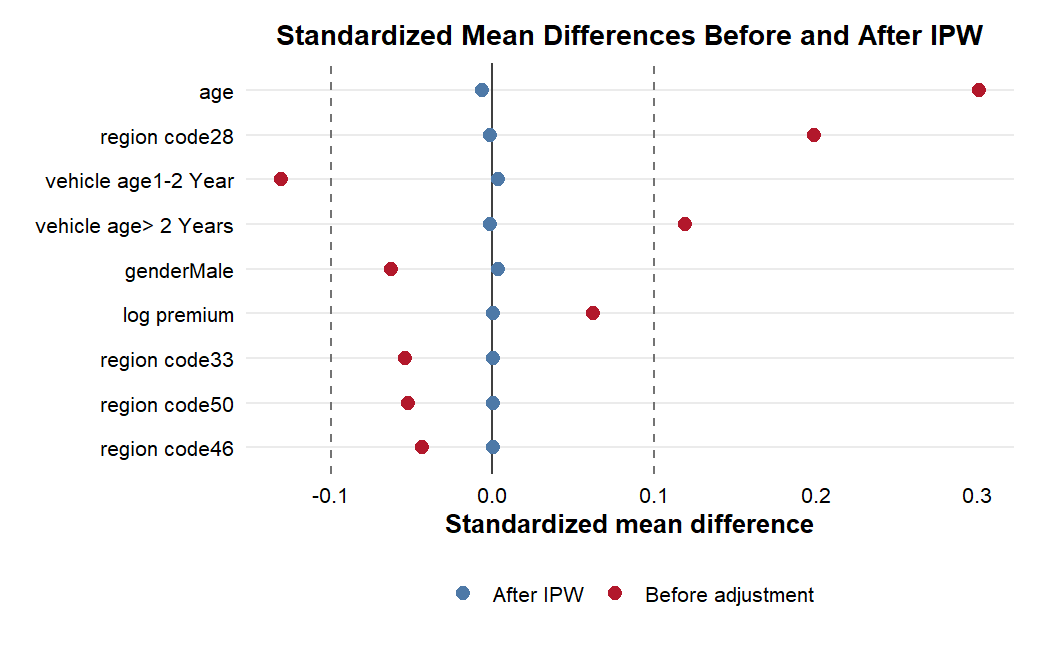 Standardized Mean Differences Before and After IPW
age
region code28
vehicle age1-2 Year
vehicle age> 2 Years
genderMale
log premium
region code33
region code50
region code46
-0.1 0.0 0.1 0.2 0.3
Standardized mean difference
After IPW Before adjustment